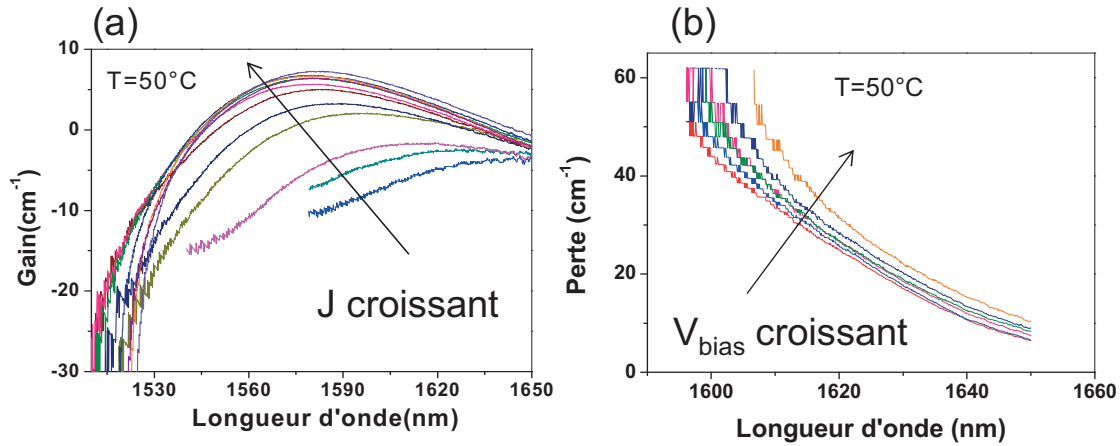 (a)
T=50°C
J croissant
Gain(cm⁻¹)
10
0
-10
-20
-30
1530 1560 1590 1620 1650
Longueur d'onde(nm)
(b)
T=50°C
V_bias croissant
Perte (cm⁻¹)
60
40
20
0
1600 1620 1640 1660
Longueur d'onde (nm)